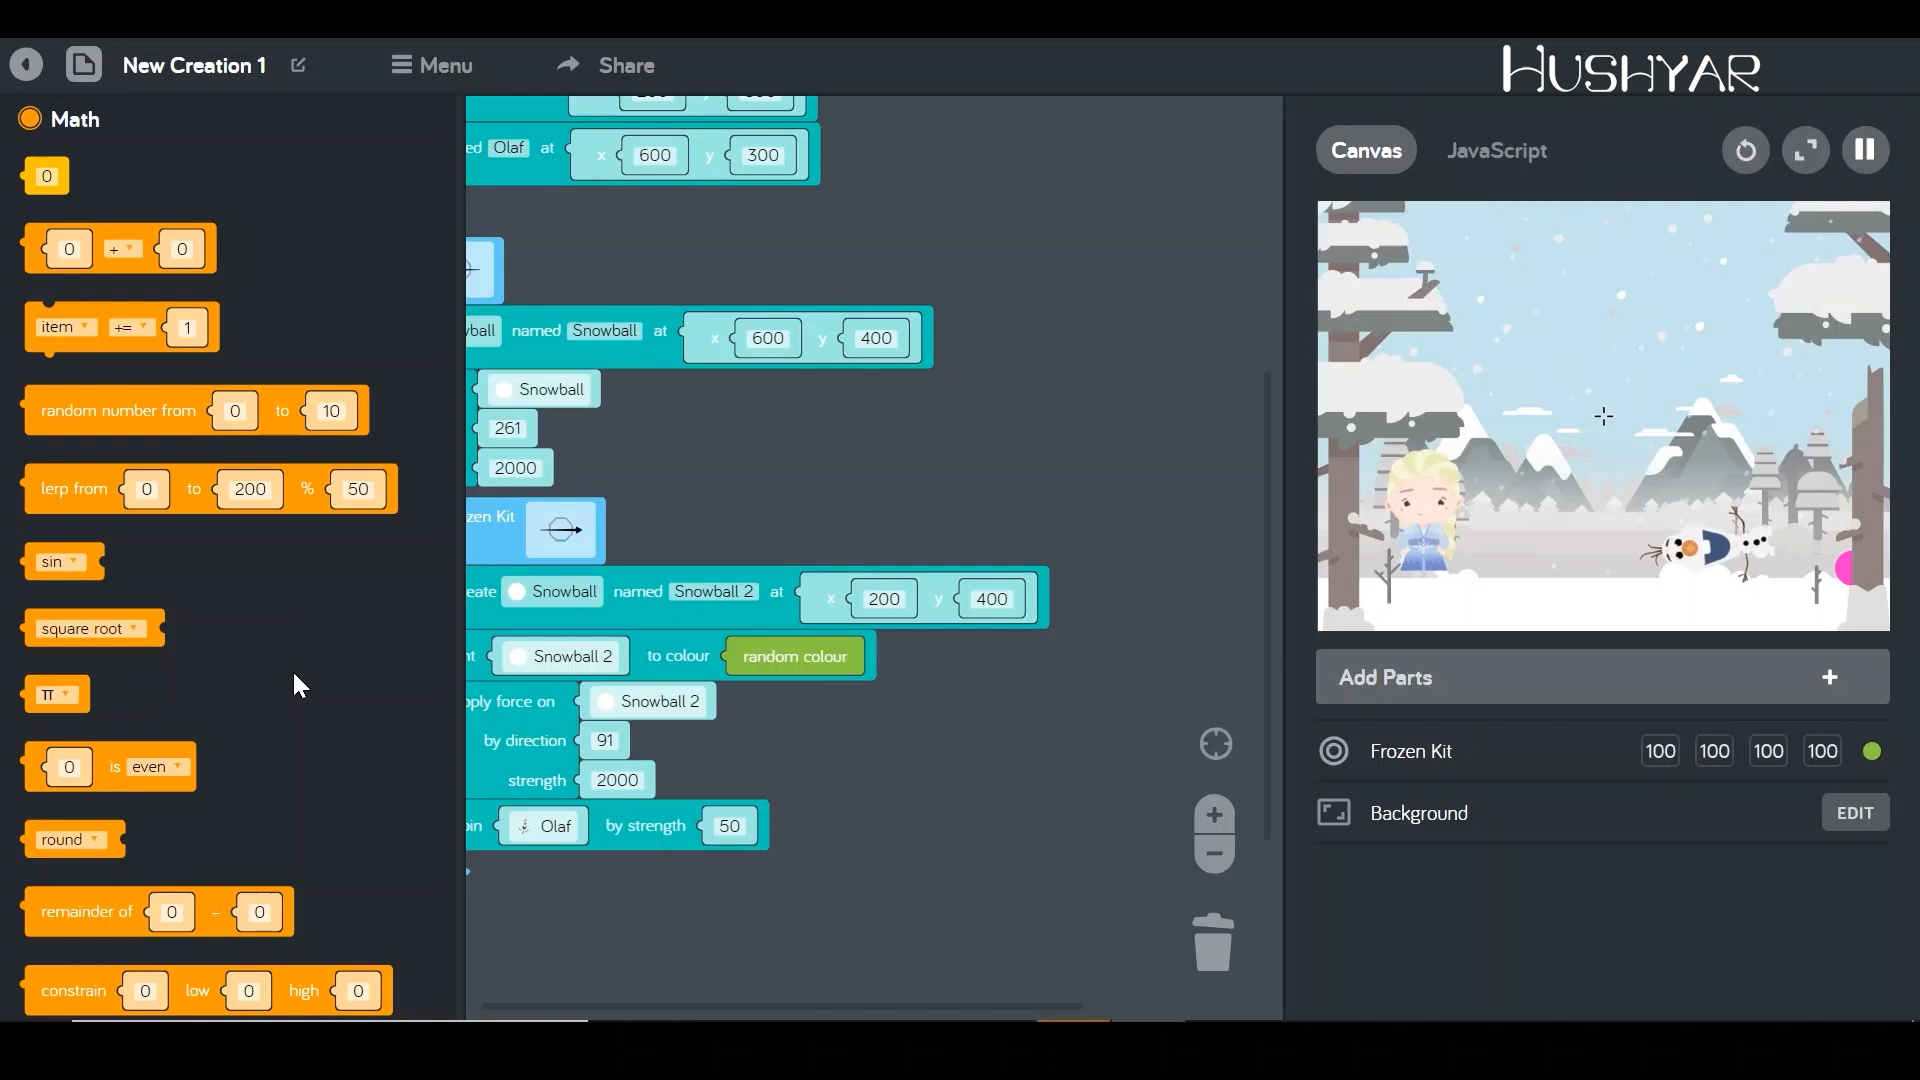 New Creation 1
Menu
Share
HUSHYAR
Math
0
0 + 0
item += 1
random number from 0 to 10
lerp from 0 to 200 % 50
sin
square root
π
0 is even
round
remainder of 0 ÷ 0
constrain 0 low 0 high 0
Olaf at x 600 y 300
named Snowball at x 600 y 400
Snowball
261
2000
Snowball named Snowball 2 at x 200 y 400
Snowball 2 to colour random colour
force on Snowball 2
by direction 91
strength 2000
Olaf by strength 50
Canvas
JavaScript
Add Parts +
Frozen Kit 100 100 100 100
Background EDIT